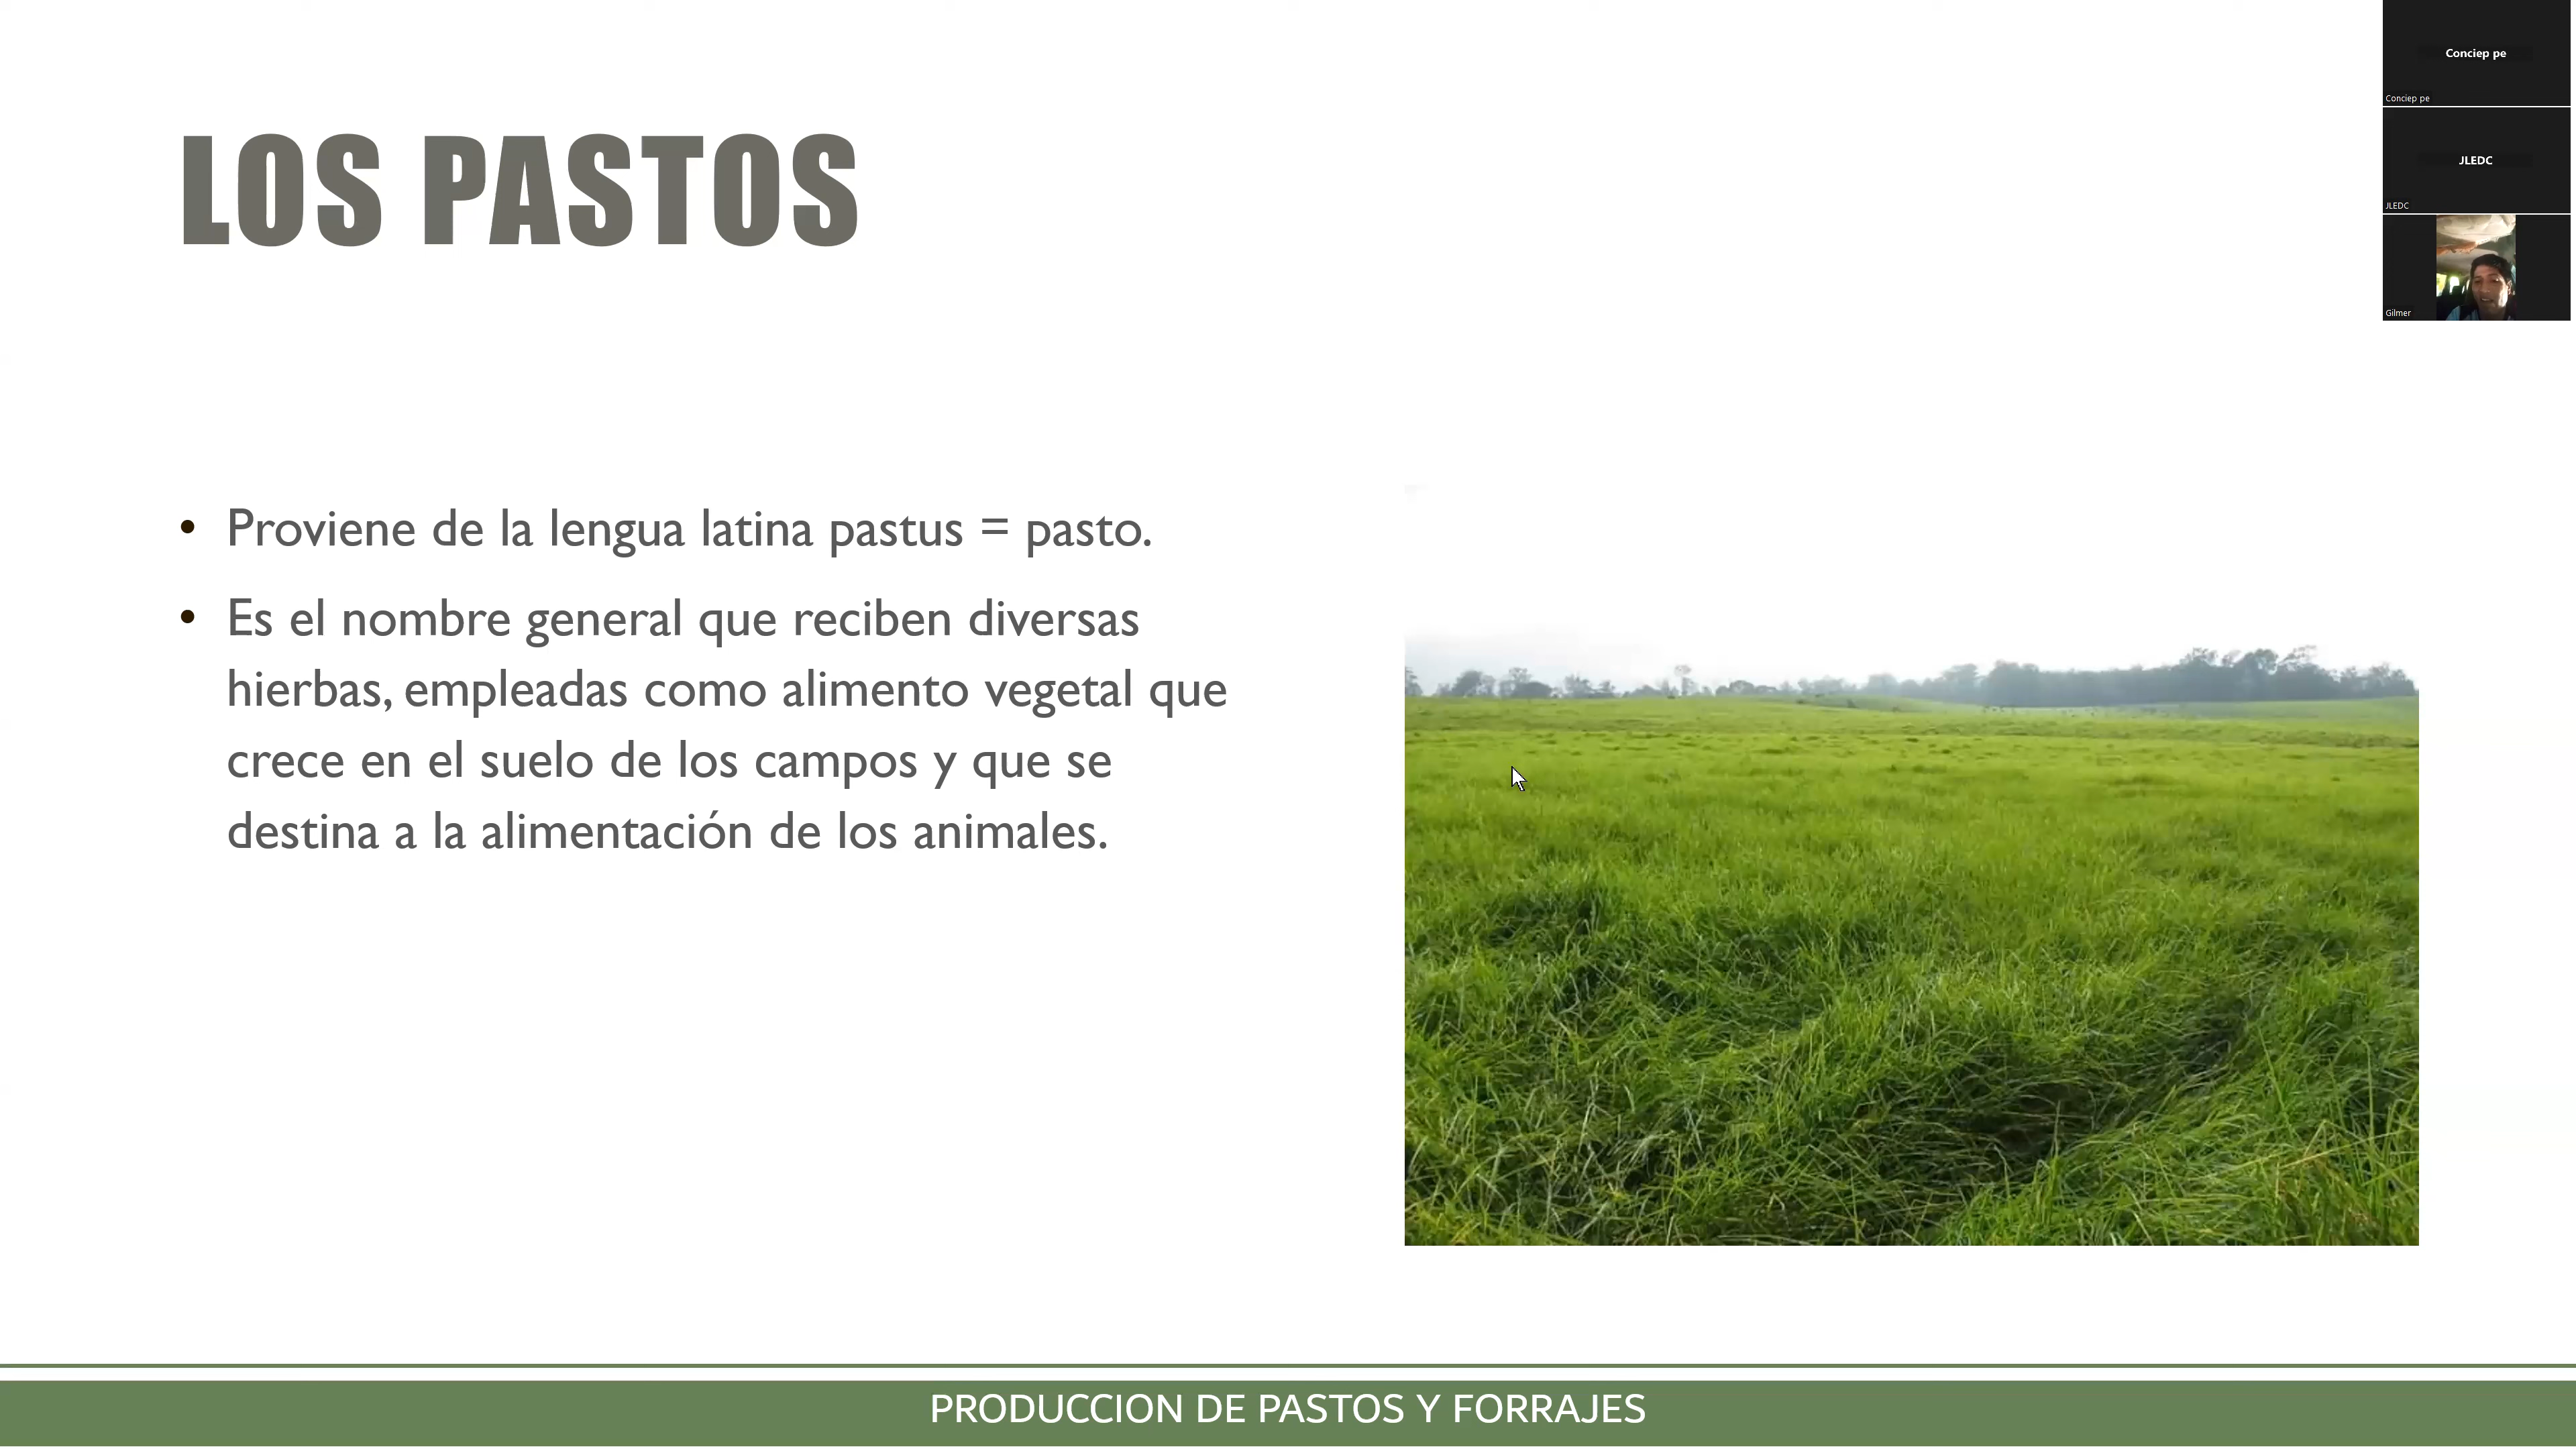 Conciep pe
Conciep pe
JLEDC
JLEDC
Gilmer
LOS PASTOS
• Proviene de la lengua latina pastus = pasto.
• Es el nombre general que reciben diversas
hierbas, empleadas como alimento vegetal que
crece en el suelo de los campos y que se
destina a la alimentación de los animales.
PRODUCCION DE PASTOS Y FORRAJES